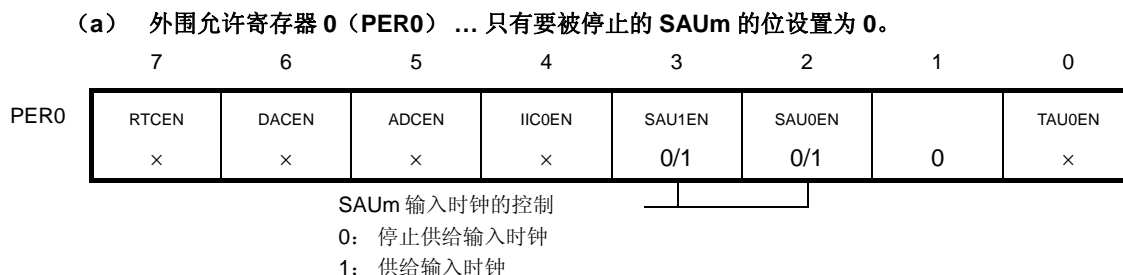 （a） 外围允许寄存器 0（PER0） … 只有要被停止的 SAUm 的位设置为 0。
7 6 5 4 3 2 1 0
PER0 RTCEN DACEN ADCEN IIC0EN SAU1EN SAU0EN TAU0EN
× × × × 0/1 0/1 0 ×
SAUm 输入时钟的控制
0： 停止供给输入时钟
1： 供给输入时钟